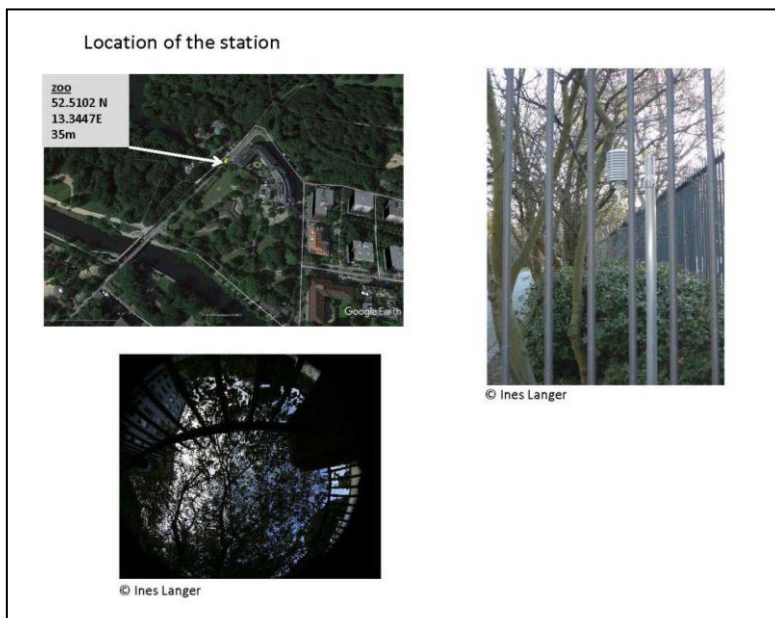 Location of the station
zoo
52.5102 N
13.3447E
35m
Google Earth
© Ines Langer
© Ines Langer